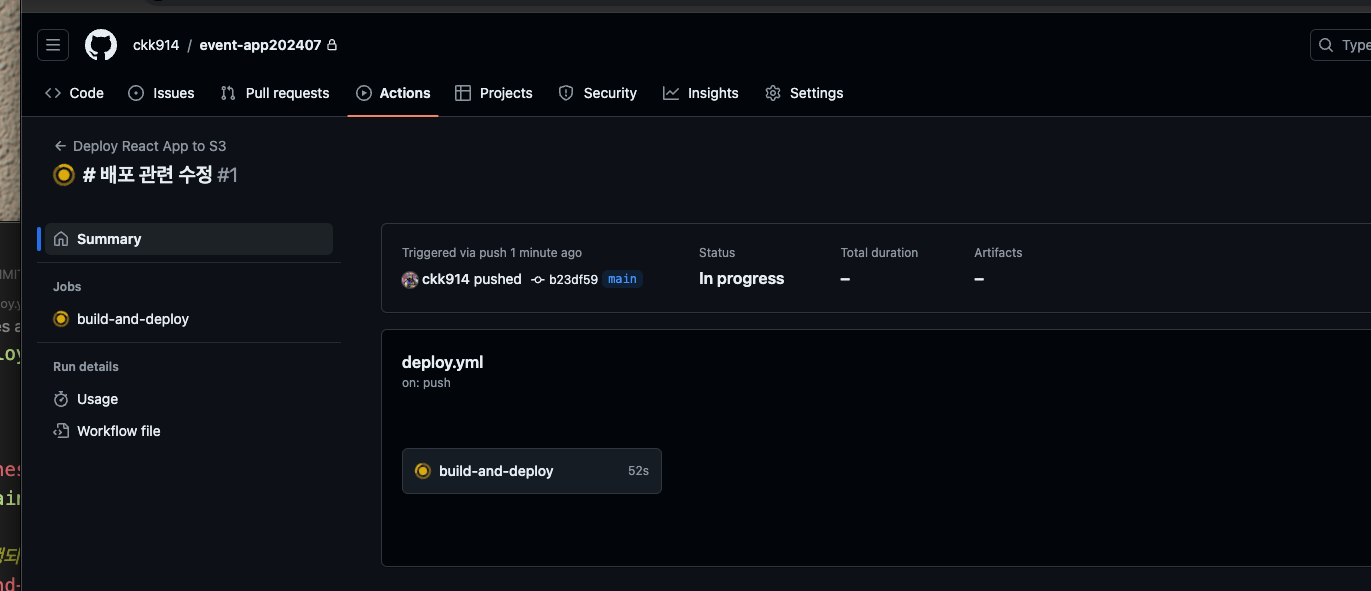 ckk914 / event-app202407
Type
Code Issues Pull requests Actions Projects Security Insights Settings
← Deploy React App to S3
# 배포 관련 수정 #1
Summary
Jobs
build-and-deploy
Run details
Usage
Workflow file
Triggered via push 1 minute ago
ckk914 pushed b23df59 main
Status
In progress
Total duration
–
Artifacts
–
deploy.yml
on: push
build-and-deploy 52s